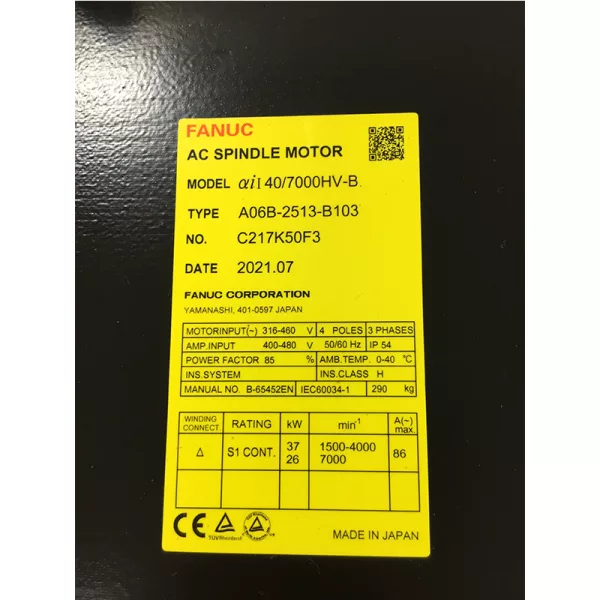 FANUC
AC SPINDLE MOTOR
MODEL αiI 40/7000HV-B
TYPE A06B-2513-B103
NO. C217K50F3
DATE 2021.07
FANUC CORPORATION
YAMANASHI, 401-0597 JAPAN
MOTORINPUT(~) 316-460 V 4 POLES 3 PHASES
AMP.INPUT 400-480 V 50/60 Hz IP 54
POWER FACTOR 85 % AMB.TEMP. 0-40 ℃
INS.SYSTEM INS.CLASS H
MANUAL NO. B-65452EN IEC60034-1 290 kg
WINDING CONNECT. RATING kW min⁻¹ A(~) max.
Δ S1 CONT. 37 1500-4000 86
26 7000
CE TÜVRheinland
MADE IN JAPAN